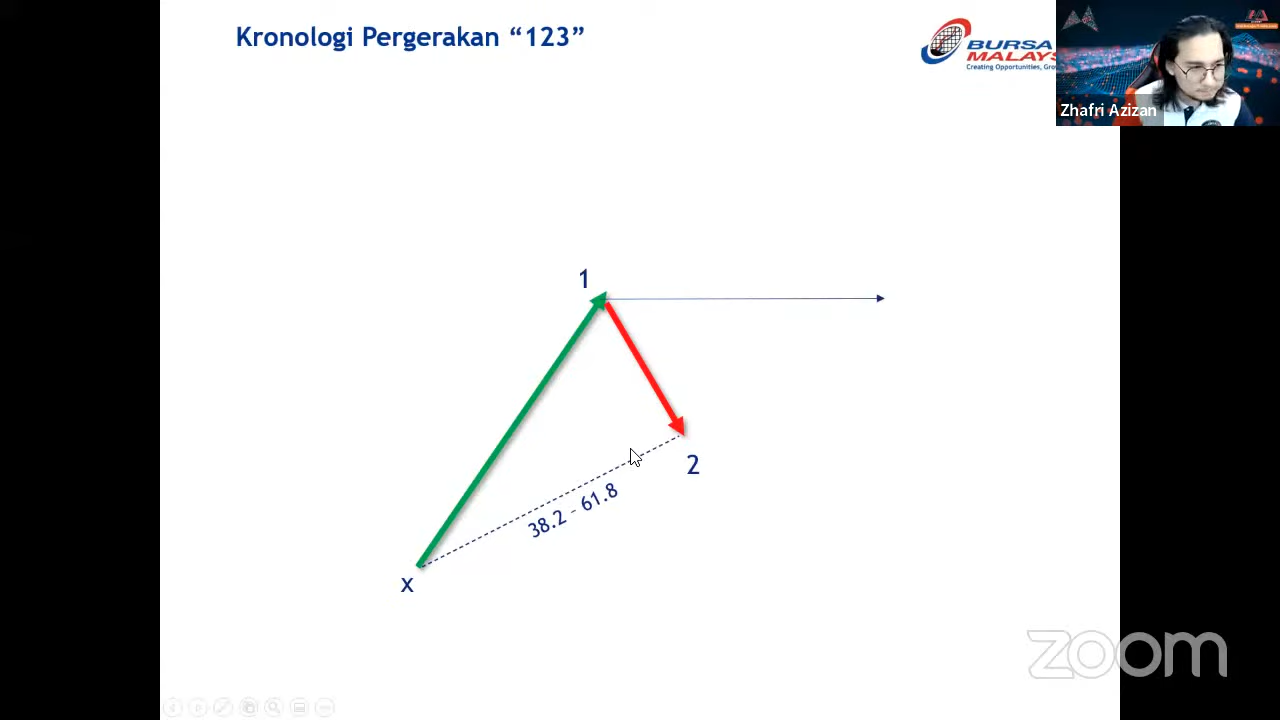 Kronologi Pergerakan “123”
BURSA
MALAYS
Creating Opportunities, Grow
Zhafri Azizan
1
2
38.2 – 61.8
x
zoom